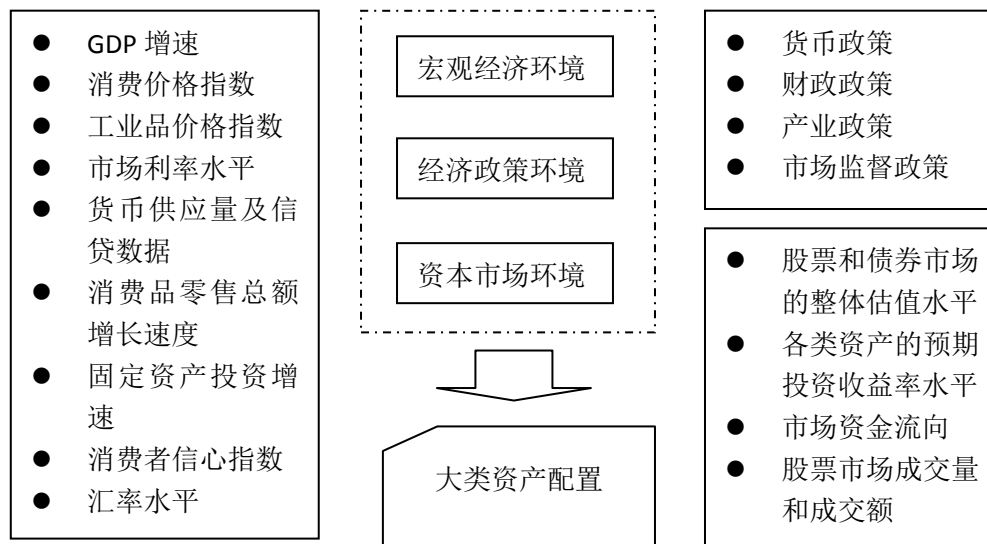 ● GDP 增速
● 消费价格指数
● 工业品价格指数
● 市场利率水平
● 货币供应量及信
贷数据
● 消费品零售总额
增长速度
● 固定资产投资增
速
● 消费者信心指数
● 汇率水平
宏观经济环境
经济政策环境
资本市场环境
大类资产配置
● 货币政策
● 财政政策
● 产业政策
● 市场监督政策
● 股票和债券市场
的整体估值水平
● 各类资产的预期
投资收益率水平
● 市场资金流向
● 股票市场成交量
和成交额